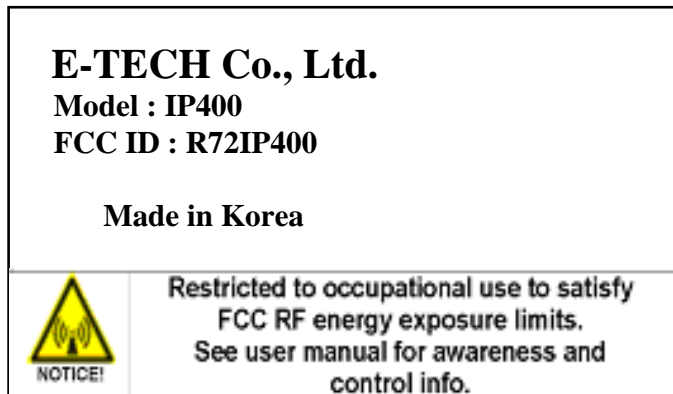 E-TECH Co., Ltd.
Model : IP400
FCC ID : R72IP400
Made in Korea
Restricted to occupational use to satisfy
FCC RF energy exposure limits.
See user manual for awareness and
control info.
NOTICE!